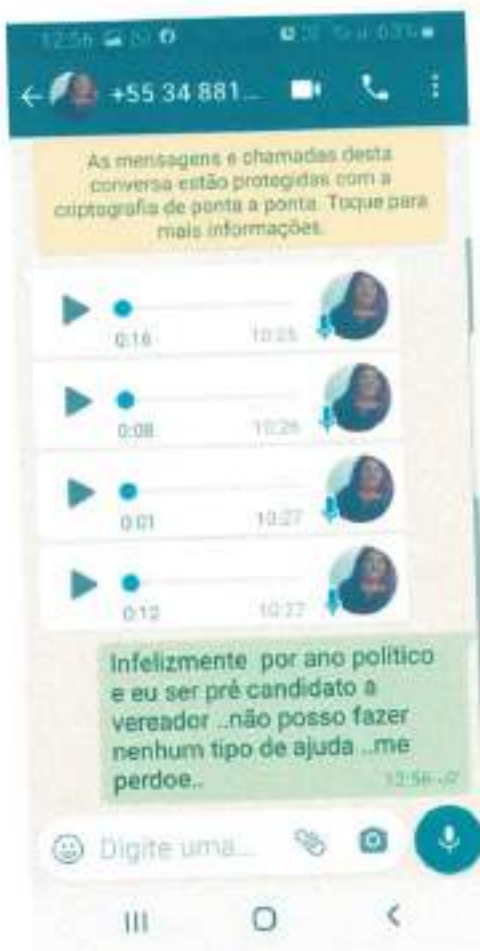 12:56
+55 34 881...
As mensagens e chamadas desta
conversa estão protegidas com a
criptografia de ponta a ponta. Toque para
mais informações.
0:16 10:25
0:08 10:26
0:01 10:27
0:12 10:27
Infelizmente por ano politico
e eu ser pré candidato a
vereador ..não posso fazer
nenhum tipo de ajuda ..me
perdoe..
12:56
Digite uma...